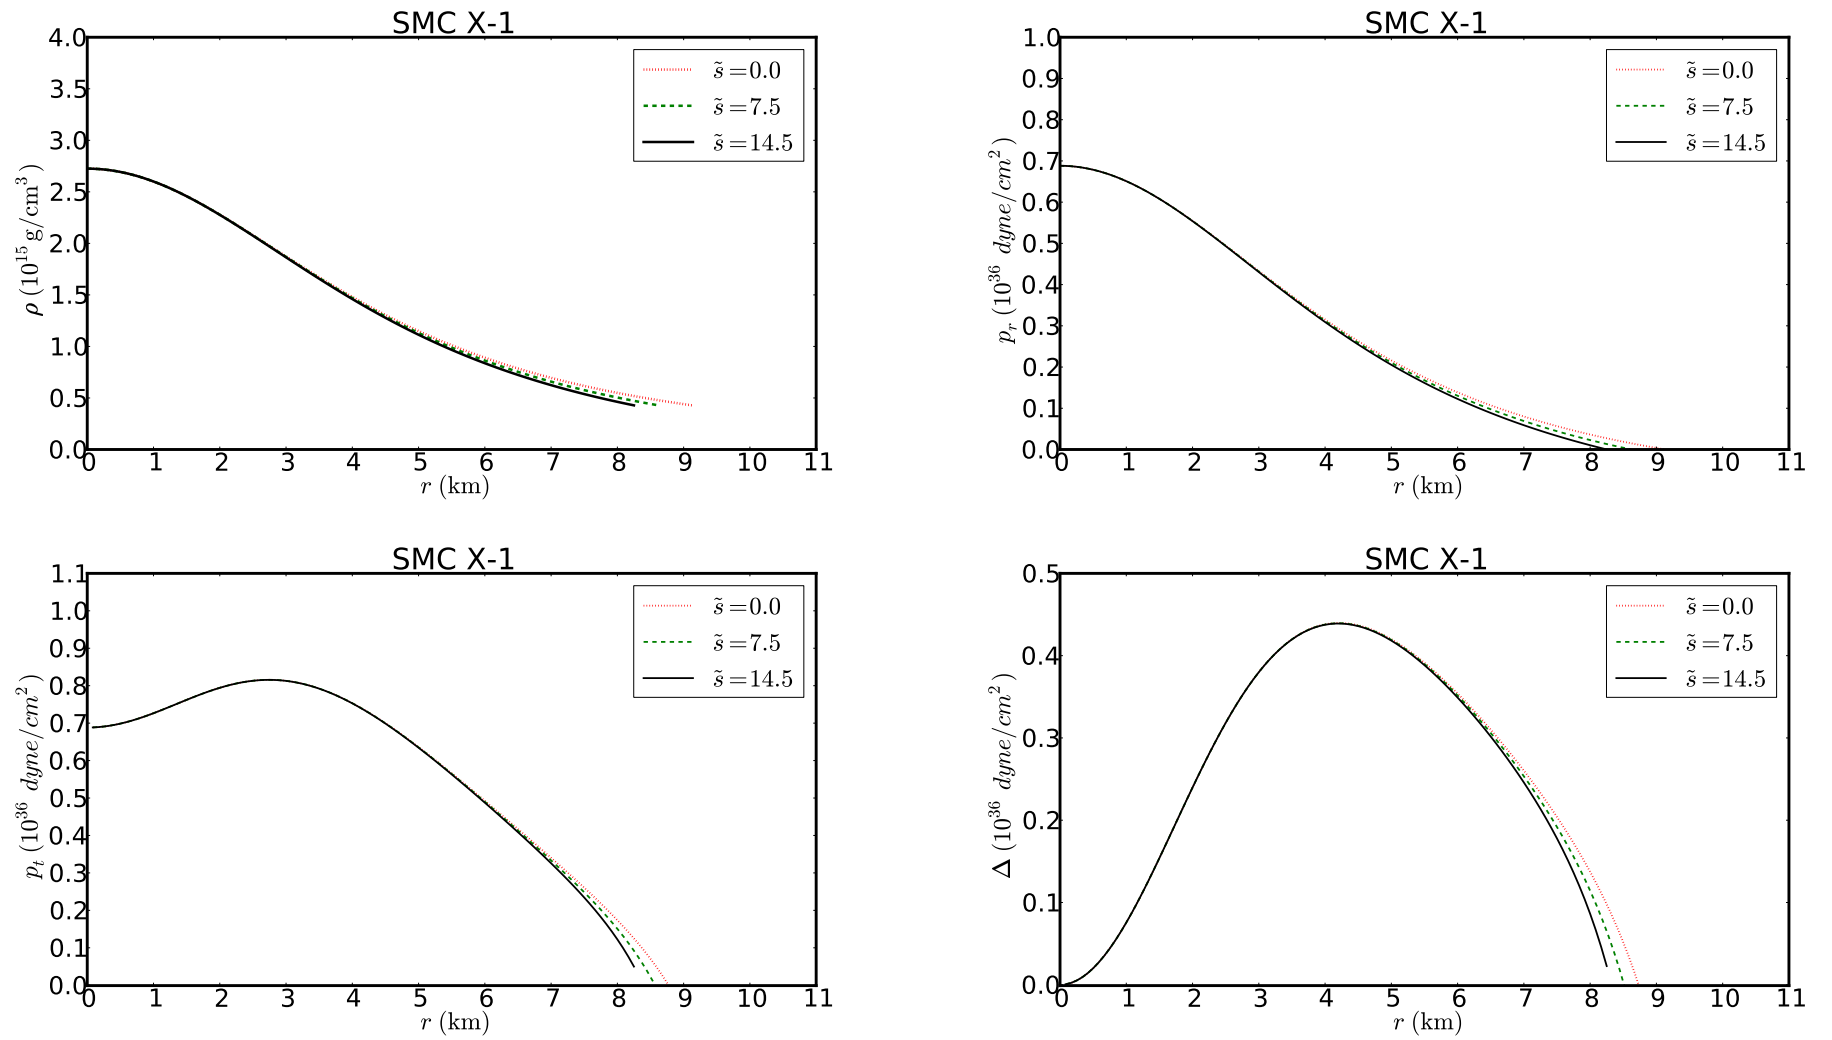 SMC X-1
4.0
3.5
3.0
2.5
2.0
1.5
1.0
0.5
0.0
ρ (10^15 g/cm^3)
s̃=0.0
s̃=7.5
s̃=14.5
0 1 2 3 4 5 6 7 8 9 10 11
r (km)
SMC X-1
1.0
0.9
0.8
0.7
0.6
0.5
0.4
0.3
0.2
0.1
0.0
p_r (10^36 dyne/cm^2)
s̃=0.0
s̃=7.5
s̃=14.5
0 1 2 3 4 5 6 7 8 9 10 11
r (km)
SMC X-1
1.1
1.0
0.9
0.8
0.7
0.6
0.5
0.4
0.3
0.2
0.1
0.0
p_t (10^36 dyne/cm^2)
s̃=0.0
s̃=7.5
s̃=14.5
0 1 2 3 4 5 6 7 8 9 10 11
r (km)
SMC X-1
0.5
0.4
0.3
0.2
0.1
0.0
Δ (10^36 dyne/cm^2)
s̃=0.0
s̃=7.5
s̃=14.5
0 1 2 3 4 5 6 7 8 9 10 11
r (km)